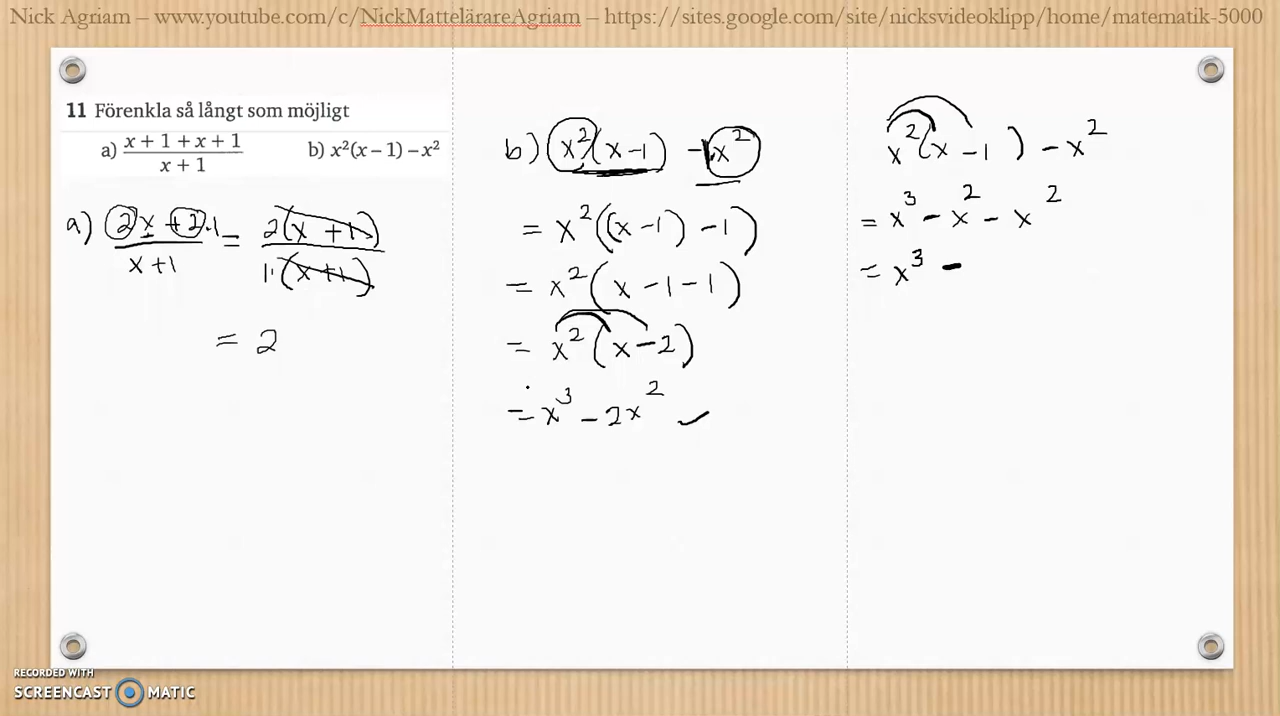 Nick Agriam – www.youtube.com/c/NickMattelärareAgriam – https://sites.google.com/site/nicksvideoklipp/home/matematik-5000
11 Förenkla så långt som möjligt
a) (x + 1 + x + 1)/(x + 1) b) x²(x − 1) − x²
a) (2x + 2·1)/(x+1) = 2(x + 1)/1·(x+1)
= 2
b) x²(x−1) − 1x²
= x²((x −1) −1)
= x²(x −1 −1)
= x²(x −2)
= x³ − 2x² ✓
x²(x −1) − x²
= x³ − x² − x²
= x³ −
RECORDED WITH
SCREENCAST MATIC